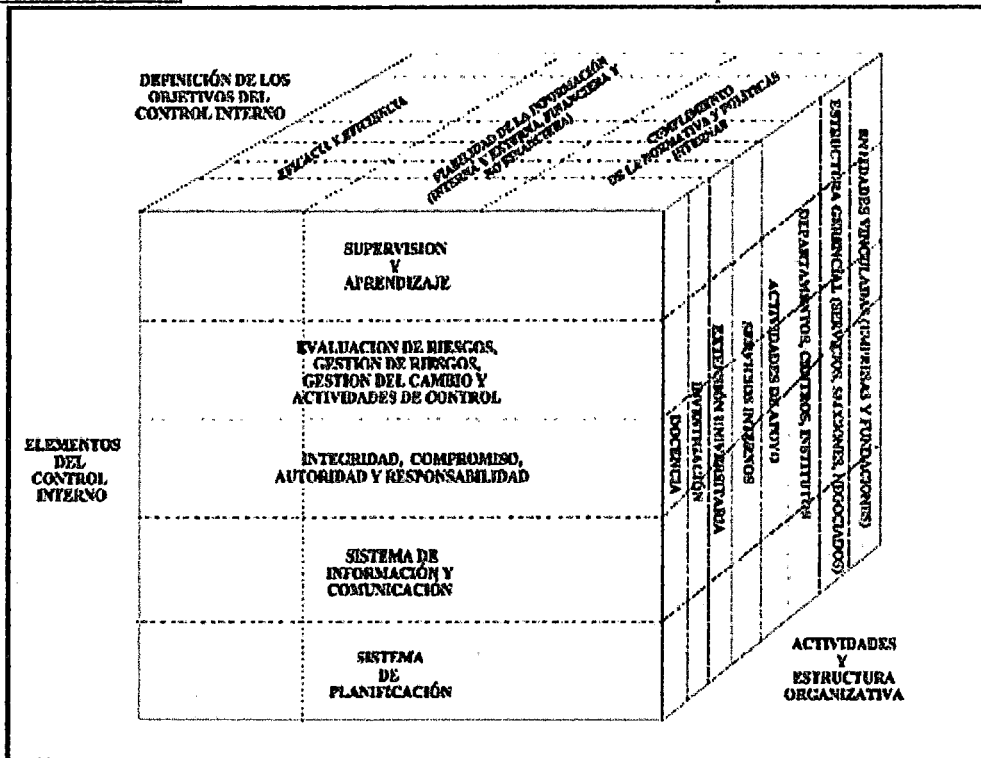 DEFINICIÓN DE LOS
OBJETIVOS DEL
CONTROL INTERNO
EFICACIA Y EFICIENCIA
FIABILIDAD DE LA INFORMACIÓN
(INTERNA Y EXTERNA, FINANCIERA Y
NO FINANCIERA)
CUMPLIMIENTO
DE LA NORMATIVA Y POLÍTICAS
INTERNAS
SUPERVISION
Y
APRENDIZAJE
EVALUACION DE RIESGOS,
GESTION DE RIESGOS,
GESTION DEL CAMBIO Y
ACTIVIDADES DE CONTROL
INTEGRIDAD, COMPROMISO,
AUTORIDAD Y RESPONSABILIDAD
SISTEMA DE
INFORMACIÓN Y
COMUNICACIÓN
SISTEMA
DE
PLANIFICACIÓN
ELEMENTOS
DEL
CONTROL
INTERNO
DOCENCIA
INVESTIGACIÓN
EXTENSIÓN UNIVERSITARIA
SERVICIOS INTERNOS
ACTIVIDADES DE APOYO
DEPARTAMENTOS, CENTROS, INSTITUTOS
ESTRUCTURA GERENCIAL (SERVICIOS, SECCIONES, NEGOCIADOS)
ENTIDADES VINCULADAS (EMPRESAS Y FUNDACIONES)
ACTIVIDADES
Y
ESTRUCTURA
ORGANIZATIVA